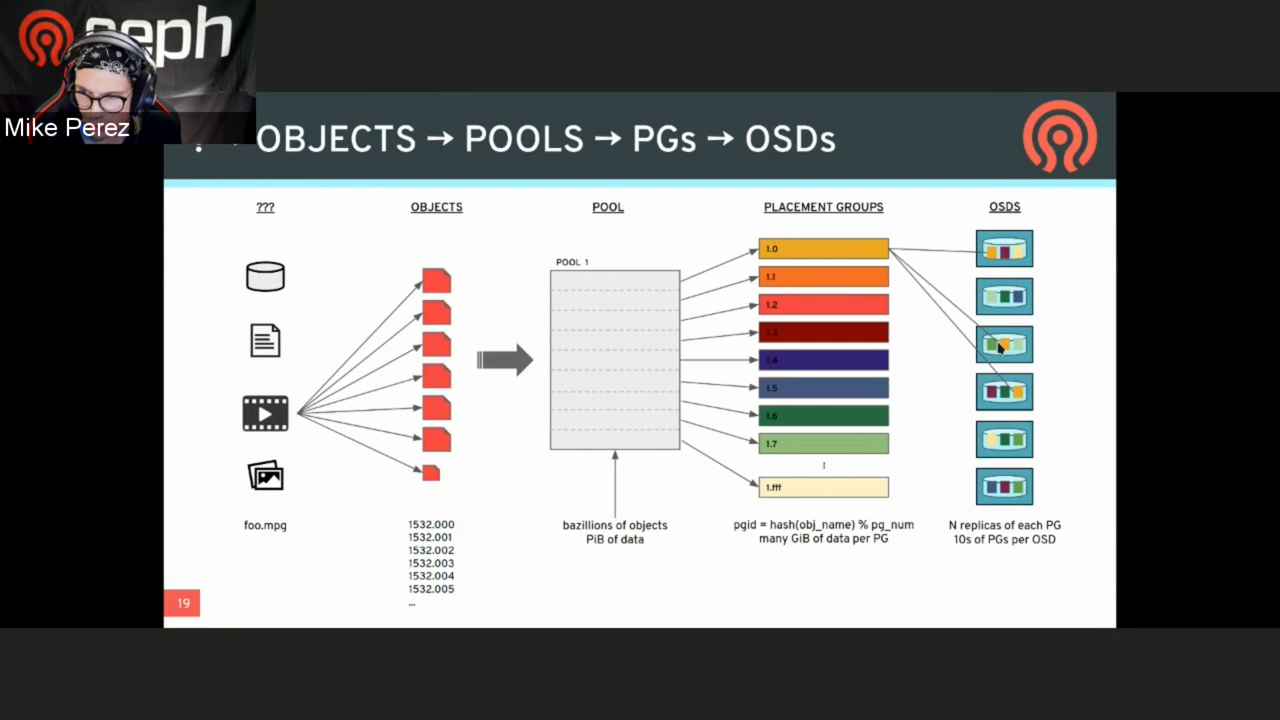 ceph
Mike Perez
OBJECTS → POOLS → PGs → OSDs
???
OBJECTS
POOL
PLACEMENT GROUPS
OSDS
POOL 1
1.0
1.1
1.2
1.3
1.4
1.5
1.6
1.7
⋮
1.fff
foo.mpg
1532.000
1532.001
1532.002
1532.003
1532.004
1532.005
...
bazillions of objects
PiB of data
pgid = hash(obj_name) % pg_num
many GiB of data per PG
N replicas of each PG
10s of PGs per OSD
19